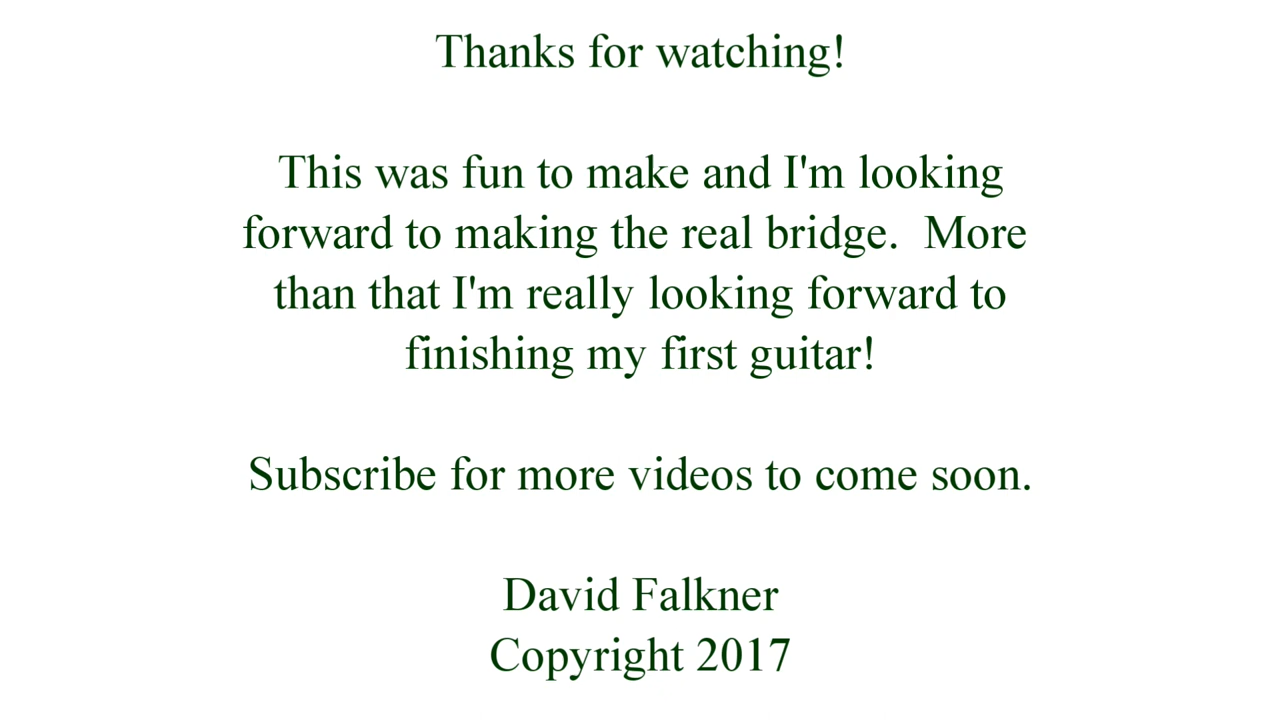 Thanks for watching!
This was fun to make and I'm looking
forward to making the real bridge.  More
than that I'm really looking forward to
finishing my first guitar!
Subscribe for more videos to come soon.
David Falkner
Copyright 2017